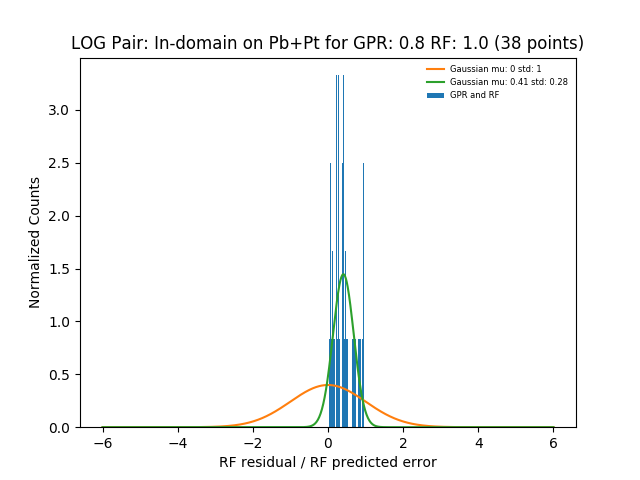 LOG Pair: In-domain on Pb+Pt for GPR: 0.8 RF: 1.0 (38 points)
Gaussian mu: 0 std: 1
Gaussian mu: 0.41 std: 0.28
GPR and RF
Normalized Counts
3.0
2.5
2.0
1.5
1.0
0.5
0.0
−6
−4
−2
0
2
4
6
RF residual / RF predicted error